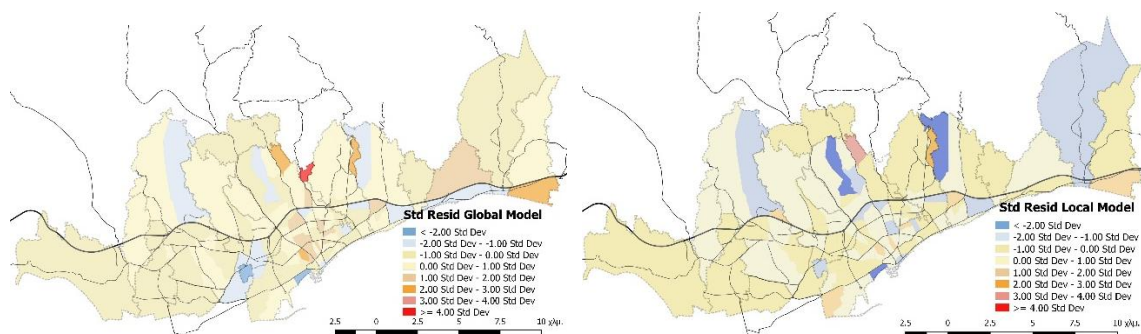 Std Resid Global Model
< -2.00 Std Dev
-2.00 Std Dev - -1.00 Std Dev
-1.00 Std Dev - 0.00 Std Dev
0.00 Std Dev - 1.00 Std Dev
1.00 Std Dev - 2.00 Std Dev
2.00 Std Dev - 3.00 Std Dev
3.00 Std Dev - 4.00 Std Dev
>= 4.00 Std Dev
2.5 0 2.5 5 7.5 10 χλμ.
Std Resid Local Model
< -2.00 Std Dev
-2.00 Std Dev - -1.00 Std Dev
-1.00 Std Dev - 0.00 Std Dev
0.00 Std Dev - 1.00 Std Dev
1.00 Std Dev - 2.00 Std Dev
2.00 Std Dev - 3.00 Std Dev
3.00 Std Dev - 4.00 Std Dev
>= 4.00 Std Dev
2.5 0 2.5 5 7.5 10 χλμ.